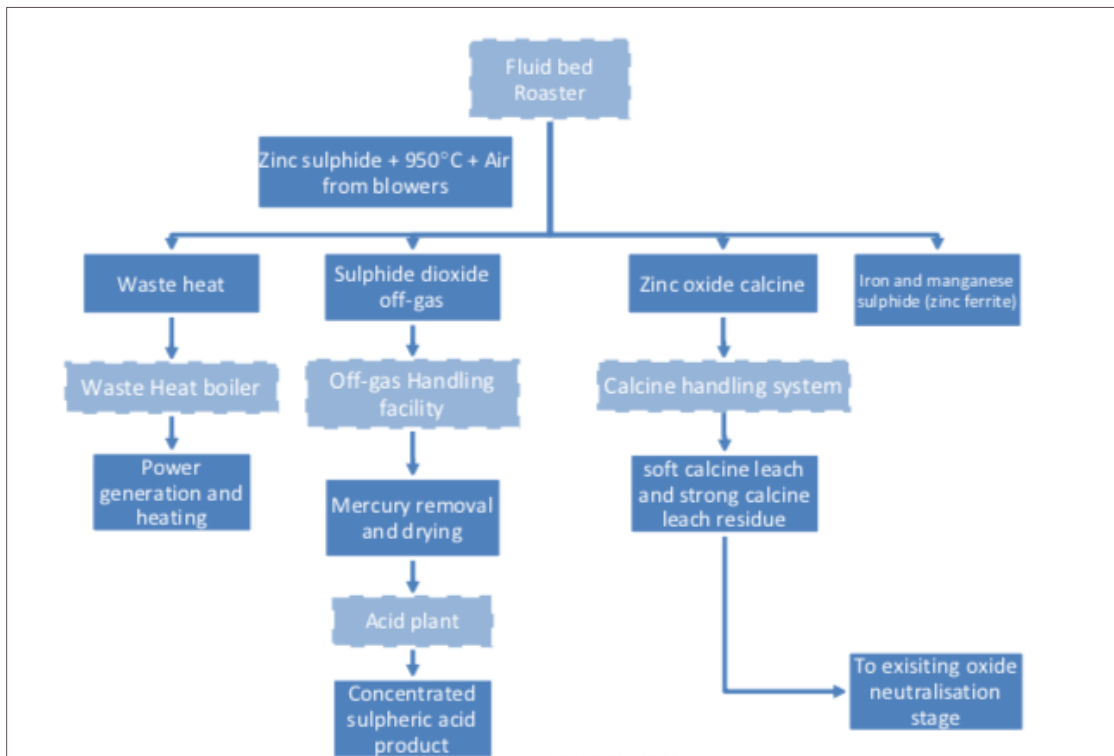 Fluid bed
Roaster
Zinc sulphide + 950°C + Air
from blowers
Waste heat
Sulphide dioxide
off-gas
Zinc oxide calcine
Iron and manganese
sulphide (zinc ferrite)
Waste Heat boiler
Off-gas Handling
facility
Calcine handling system
Power
generation and
heating
Mercury removal
and drying
soft calcine leach
and strong calcine
leach residue
Acid plant
Concentrated
sulpheric acid
product
To exisiting oxide
neutralisation
stage